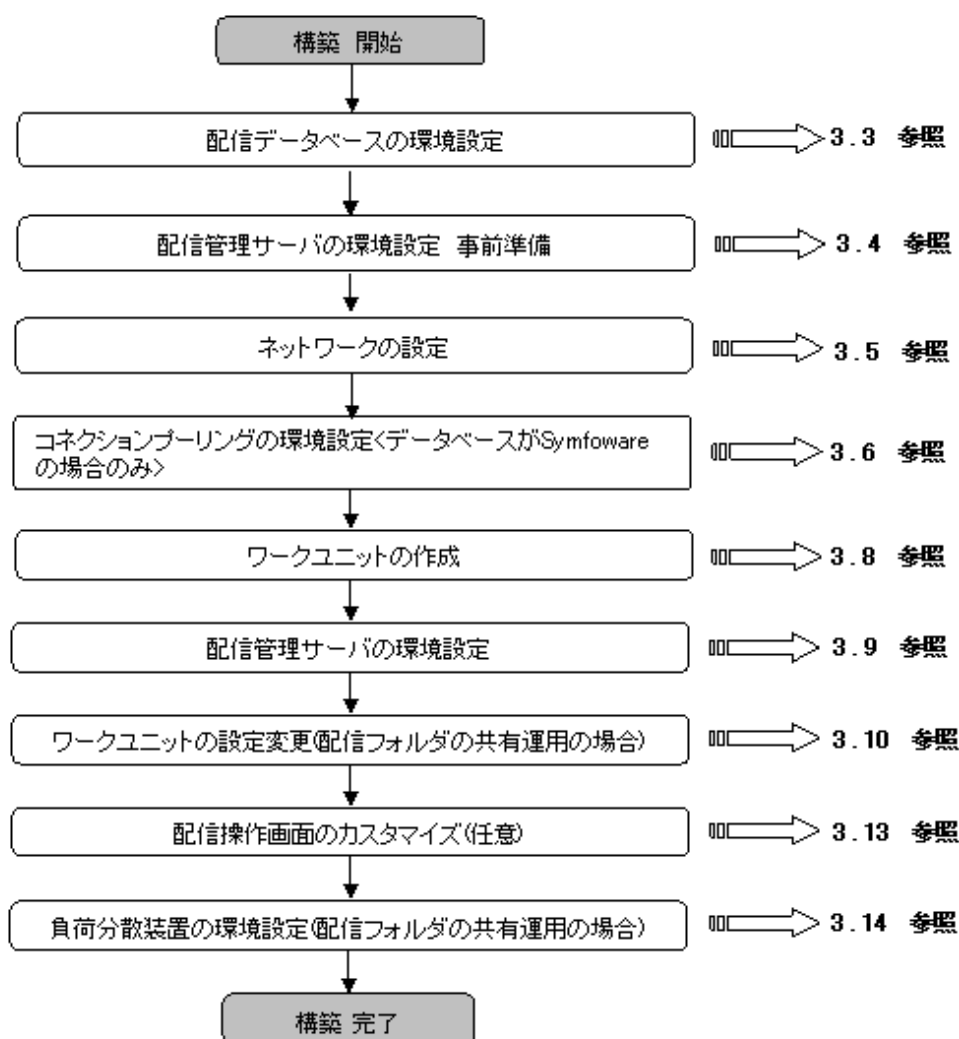 構築 開始
配信データベースの環境設定
3.3 参照
配信管理サーバの環境設定 事前準備
3.4 参照
ネットワークの設定
3.5 参照
コネクションプーリングの環境設定<データベースがSymfoware
の場合のみ>
3.6 参照
ワークユニットの作成
3.8 参照
配信管理サーバの環境設定
3.9 参照
ワークユニットの設定変更(配信フォルダの共有運用の場合)
3.10 参照
配信操作画面のカスタマイズ(任意)
3.13 参照
負荷分散装置の環境設定(配信フォルダの共有運用の場合)
3.14 参照
構築 完了